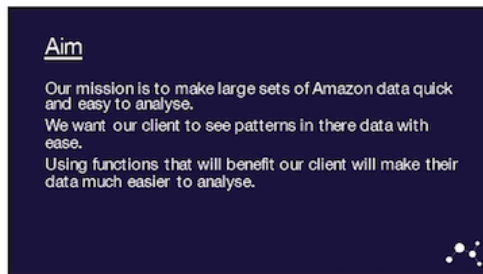 Aim
Our mission is to make large sets of Amazon data quick
and easy to analyse.
We want our client to see patterns in there data with
ease.
Using functions that will benefit our client will make their
data much easier to analyse.